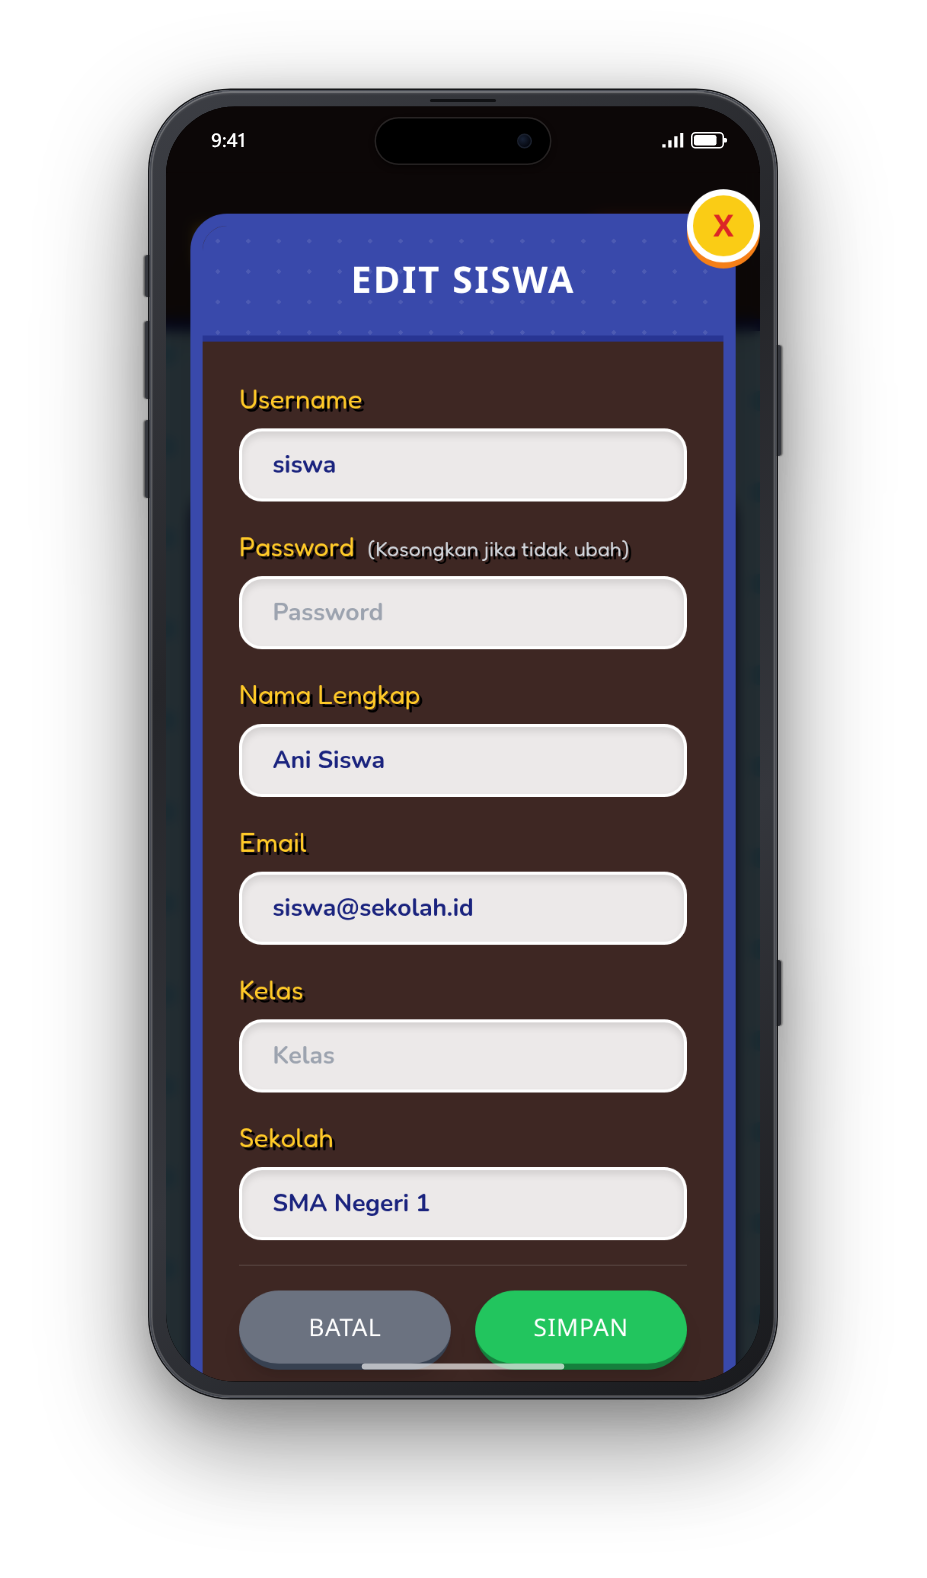 9:41
X
EDIT SISWA
Username
siswa
Password (Kosongkan jika tidak ubah)
Password
Nama Lengkap
Ani Siswa
Email
siswa@sekolah.id
Kelas
Kelas
Sekolah
SMA Negeri 1
BATAL SIMPAN